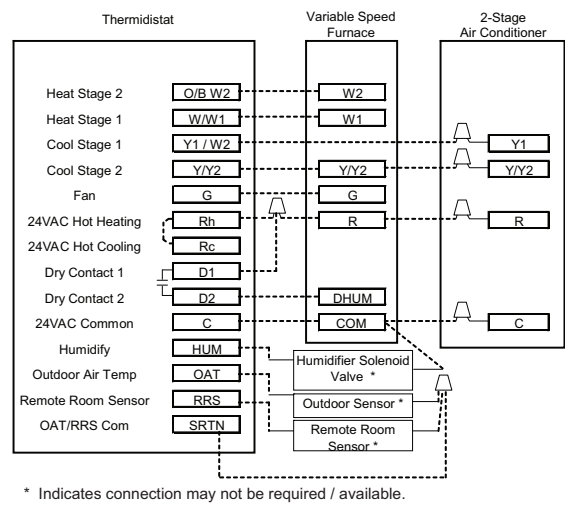 Thermidistat
Variable Speed
Furnace
2-Stage
Air Conditioner
Heat Stage 2 O/B W2 W2
Heat Stage 1 W/W1 W1
Cool Stage 1 Y1 / W2 Y1
Cool Stage 2 Y/Y2 Y/Y2 Y/Y2
Fan G G
24VAC Hot Heating Rh R R
24VAC Hot Cooling Rc
Dry Contact 1 D1
Dry Contact 2 D2 DHUM
24VAC Common C COM C
Humidify HUM
Humidifier Solenoid
Valve *
Outdoor Air Temp OAT
Outdoor Sensor *
Remote Room Sensor RRS
Remote Room
Sensor *
OAT/RRS Com SRTN
* Indicates connection may not be required / available.